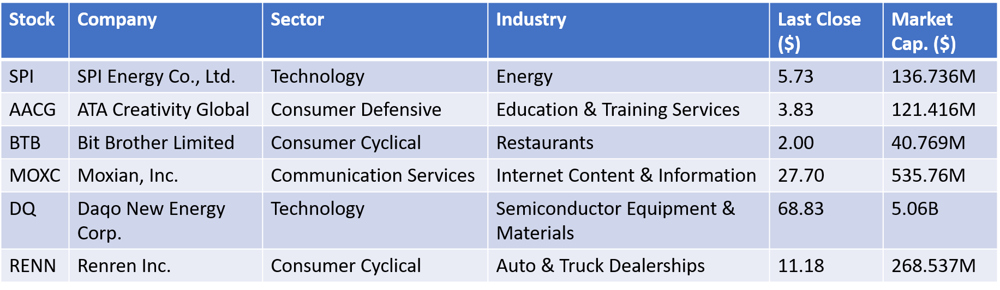 Stock Company Sector Industry Last Close ($) Market Cap. ($)
SPI SPI Energy Co., Ltd. Technology Energy 5.73 136.736M
AACG ATA Creativity Global Consumer Defensive Education & Training Services 3.83 121.416M
BTB Bit Brother Limited Consumer Cyclical Restaurants 2.00 40.769M
MOXC Moxian, Inc. Communication Services Internet Content & Information 27.70 535.76M
DQ Daqo New Energy Corp. Technology Semiconductor Equipment & Materials 68.83 5.06B
RENN Renren Inc. Consumer Cyclical Auto & Truck Dealerships 11.18 268.537M